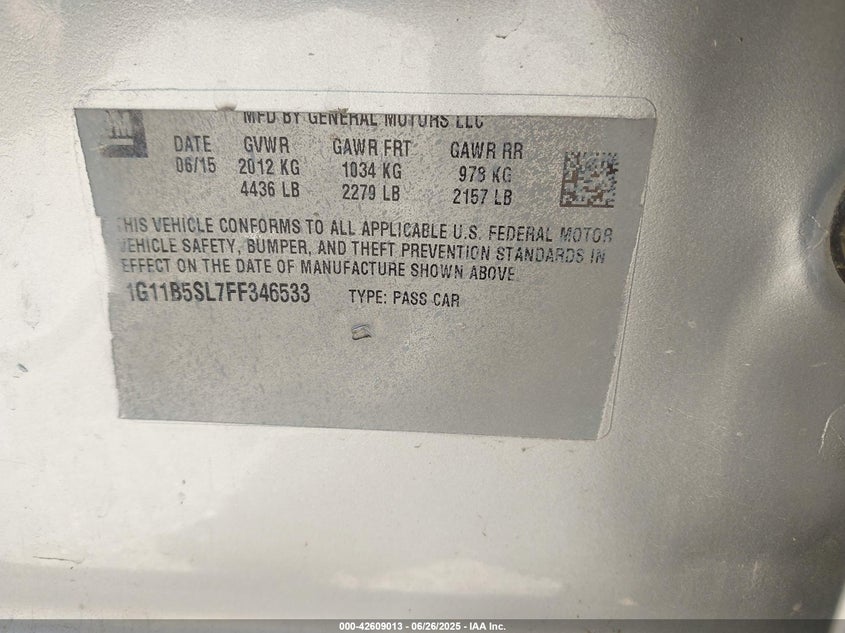 GM
MFD BY GENERAL MOTORS LLC
DATE GVWR GAWR FRT GAWR RR
06/15 2012 KG 1034 KG 978 KG
4436 LB 2279 LB 2157 LB
THIS VEHICLE CONFORMS TO ALL APPLICABLE U.S. FEDERAL MOTOR
VEHICLE SAFETY, BUMPER, AND THEFT PREVENTION STANDARDS IN
EFFECT ON THE DATE OF MANUFACTURE SHOWN ABOVE.
1G11B5SL7FF346533 TYPE: PASS CAR
000-42609013 - 06/26/2025 - IAA Inc.